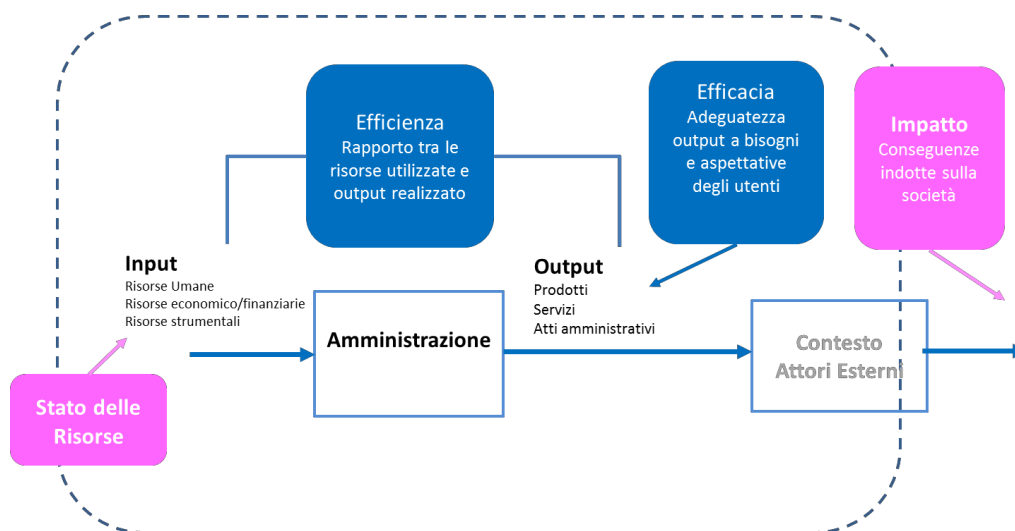 Efficienza
Rapporto tra le
risorse utilizzate e
output realizzato
Efficacia
Adeguatezza
output a bisogni
e aspettative
degli utenti
Impatto
Conseguenze
indotte sulla
società
Input
Risorse Umane
Risorse economico/finanziarie
Risorse strumentali
Output
Prodotti
Servizi
Atti amministrativi
Amministrazione
Contesto
Attori Esterni
Stato delle
Risorse